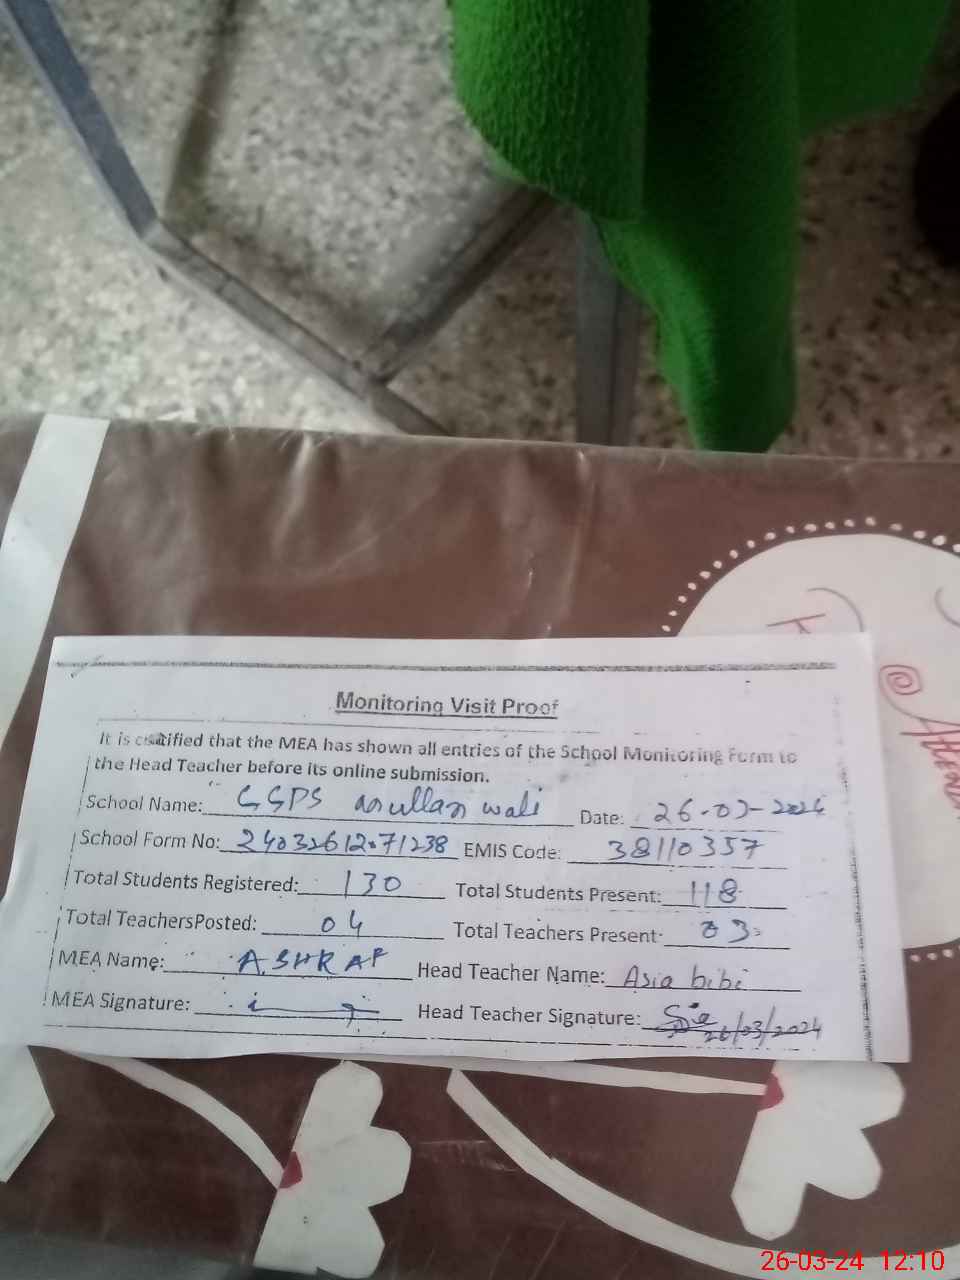 @
Monitoring Visit Proof
It is certified that the MEA has shown all entries of the School Monitoring Form to
the Head Teacher before its online submission.
School Name: GGPS wali Date: 26-03-2024
School Form No: 24032612071238 EMIS Code: 38110357
Total Students Registered: 130 Total Students Present: 118
Total TeachersPosted: 04 Total Teachers Present: 03
MEA Name: ASHRAF Head Teacher Name: Asia bibi
MEA Signature: Head Teacher Signature: 26/03/2024
26-03-24 12:10